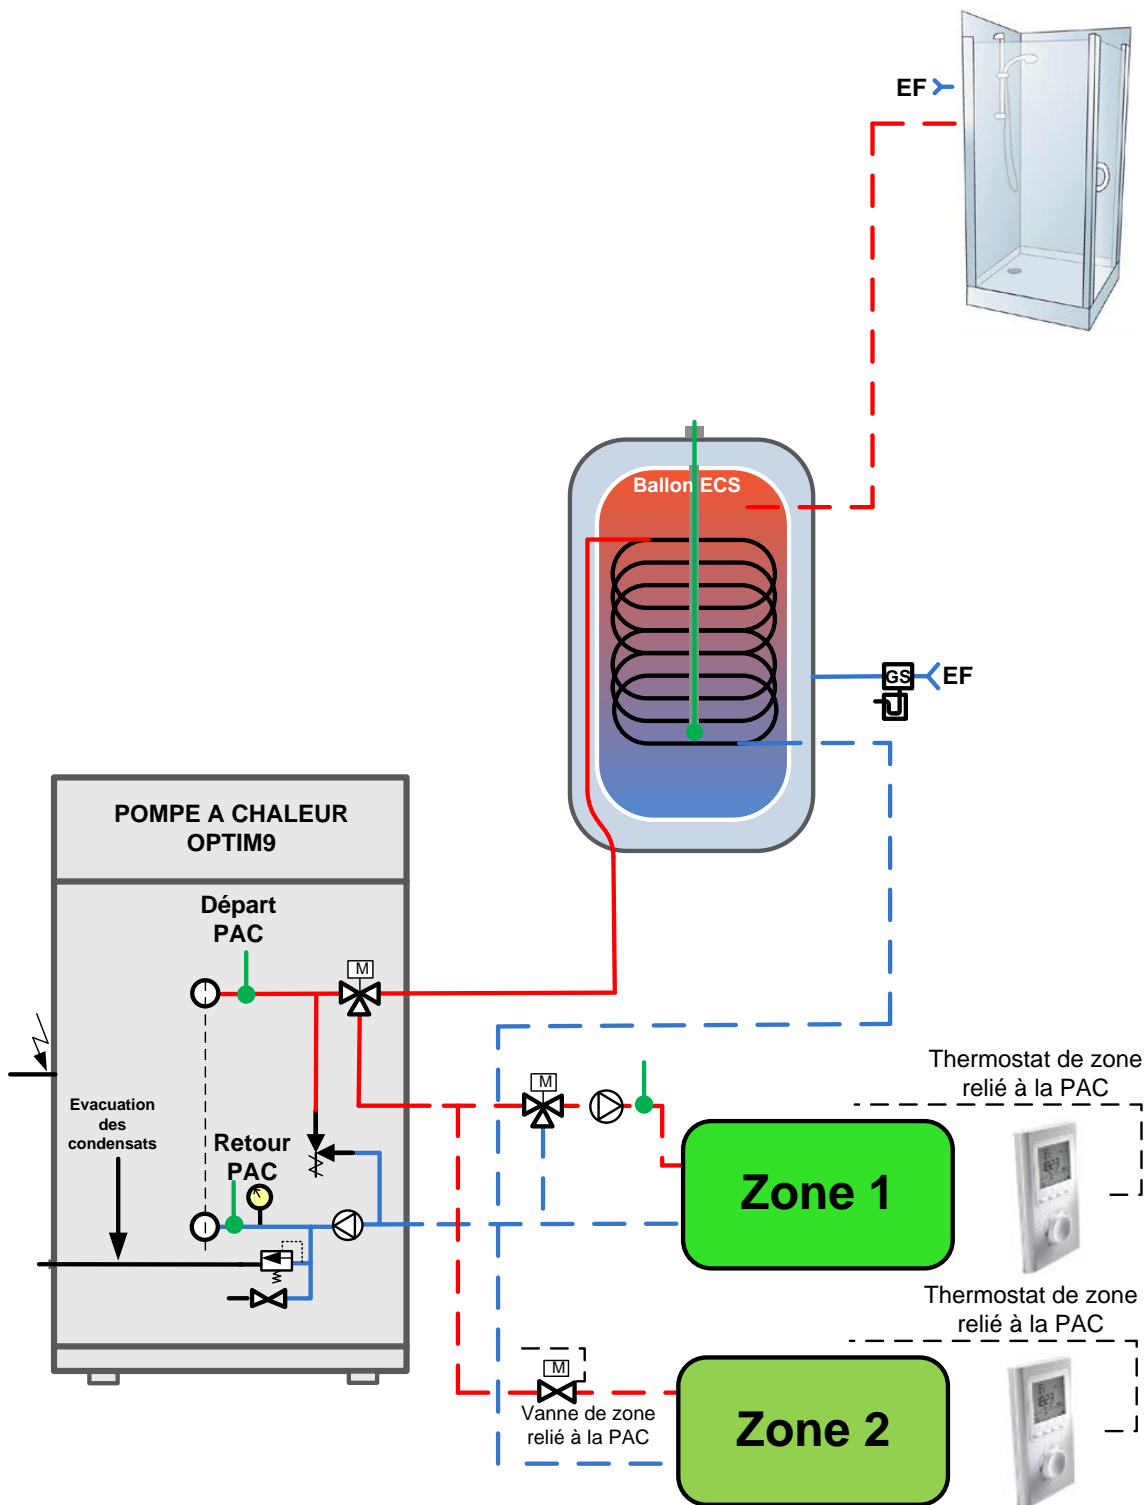 EF
Ballon ECS
GS
EF
POMPE A CHALEUR
OPTIM9
Départ
PAC
M
Evacuation
des
condensats
Retour
PAC
M
Thermostat de zone
relié à la PAC
Zone 1
Thermostat de zone
relié à la PAC
M
Vanne de zone
relié à la PAC
Zone 2